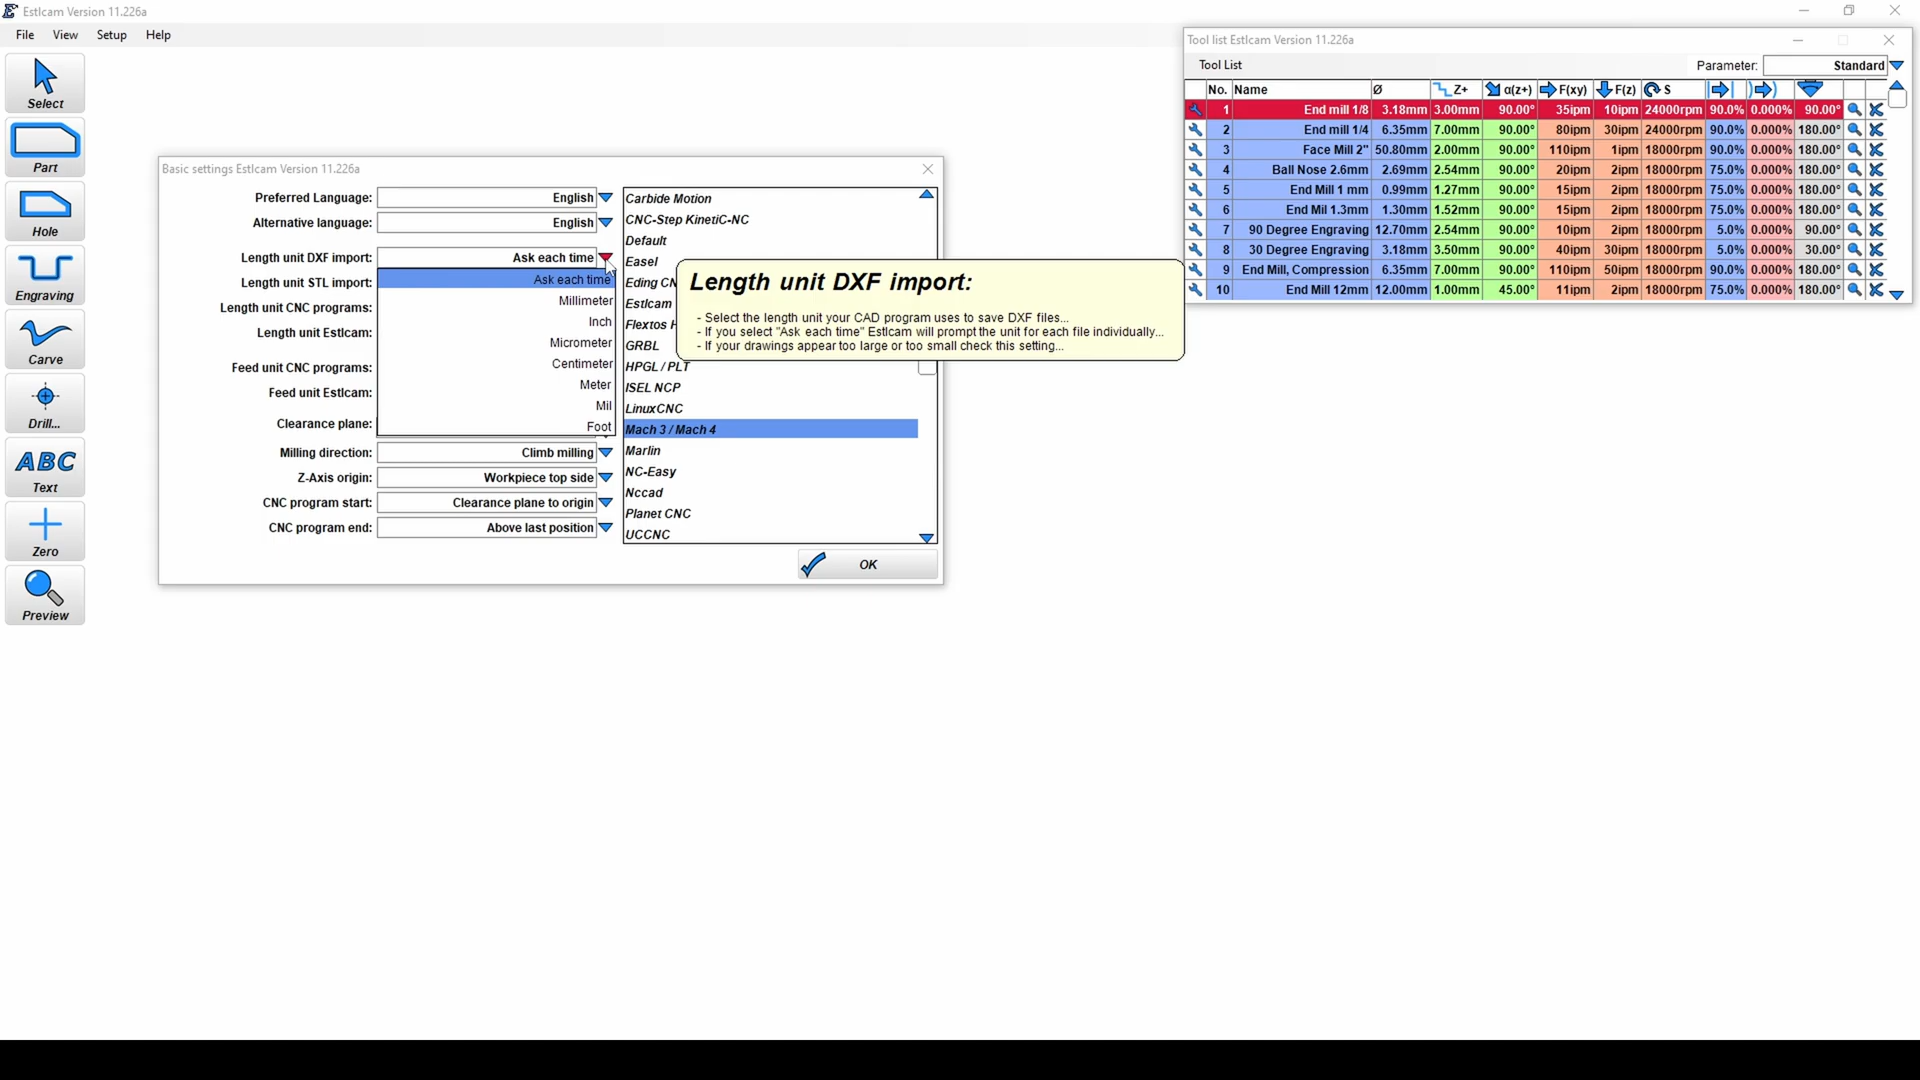 Estlcam Version 11.226a
File View Setup Help
Select
Part
Hole
Engraving
Carve
Drill...
ABC
Text
Zero
Preview
Basic settings Estlcam Version 11.226a
Preferred Language: English
Alternative language: English
Length unit DXF import: Ask each time
Length unit STL import:
Length unit CNC programs:
Length unit Estlcam:
Feed unit CNC programs:
Feed unit Estlcam:
Clearance plane:
Milling direction: Climb milling
Z-Axis origin: Workpiece top side
CNC program start: Clearance plane to origin
CNC program end: Above last position
Ask each time
Millimeter
Inch
Micrometer
Centimeter
Meter
Mil
Foot
Carbide Motion
CNC-Step KinetiC-NC
Default
Easel
Eding CN
Estlcam
Flextos H
GRBL
HPGL / PLT
ISEL NCP
LinuxCNC
Mach 3 / Mach 4
Marlin
NC-Easy
Nccad
Planet CNC
UCCNC
OK
Length unit DXF import:
- Select the length unit your CAD program uses to save DXF files...
- If you select "Ask each time" Estlcam will prompt the unit for each file individually...
- If your drawings appear too large or too small check this setting...
Tool list Estlcam Version 11.226a
Tool List Parameter: Standard
No. Name Ø Z+ α(z+) F(xy) F(z) S
1 End mill 1/8 3.18mm 3.00mm 90.00° 35ipm 10ipm 24000rpm 90.0% 0.000% 90.00°
2 End mill 1/4 6.35mm 7.00mm 90.00° 80ipm 30ipm 24000rpm 90.0% 0.000% 180.00°
3 Face Mill 2" 50.80mm 2.00mm 90.00° 110ipm 1ipm 18000rpm 90.0% 0.000% 180.00°
4 Ball Nose 2.6mm 2.69mm 2.54mm 90.00° 20ipm 2ipm 18000rpm 75.0% 0.000% 180.00°
5 End Mill 1 mm 0.99mm 1.27mm 90.00° 15ipm 2ipm 18000rpm 75.0% 0.000% 180.00°
6 End Mil 1.3mm 1.30mm 1.52mm 90.00° 15ipm 2ipm 18000rpm 75.0% 0.000% 180.00°
7 90 Degree Engraving 12.70mm 2.54mm 90.00° 10ipm 2ipm 18000rpm 5.0% 0.000% 90.00°
8 30 Degree Engraving 3.18mm 3.50mm 90.00° 40ipm 30ipm 18000rpm 5.0% 0.000% 30.00°
9 End Mill, Compression 6.35mm 7.00mm 90.00° 110ipm 50ipm 18000rpm 90.0% 0.000% 180.00°
10 End Mill 12mm 12.00mm 1.00mm 45.00° 11ipm 2ipm 18000rpm 75.0% 0.000% 180.00°